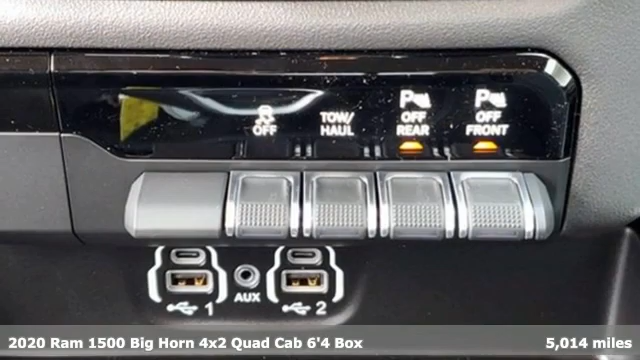 OFF
TOW/
HAUL
P
OFF
REAR
P
OFF
FRONT
1
AUX
2
2020 Ram 1500 Big Horn 4x2 Quad Cab 6'4 Box
5,014 miles